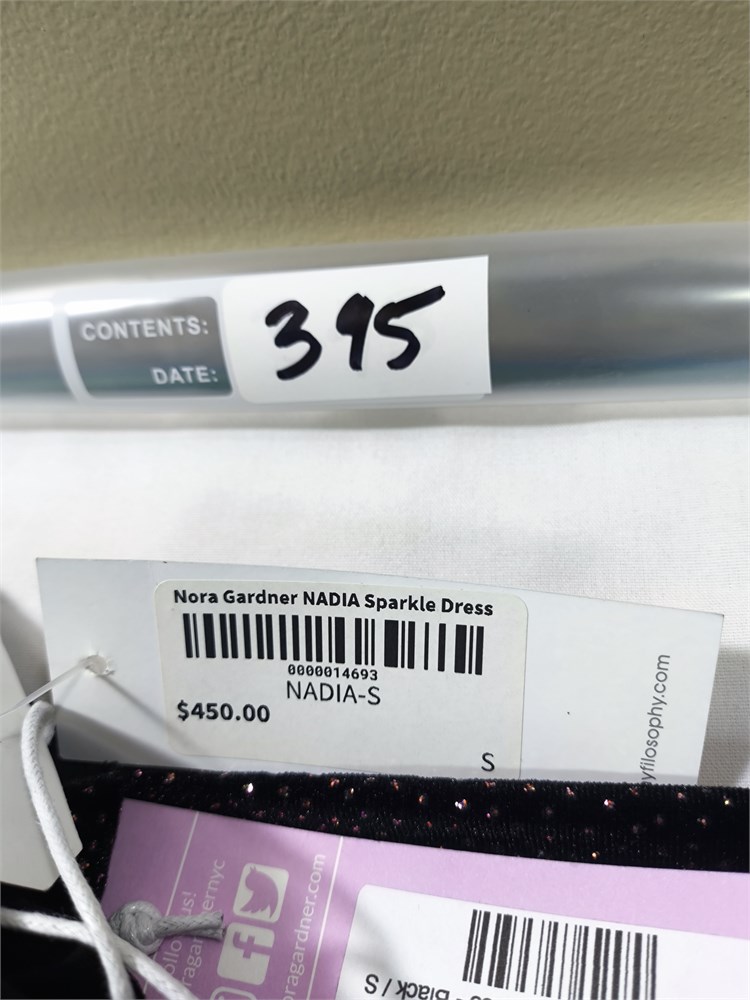 CONTENTS:
DATE:
395
Nora Gardner NADIA Sparkle Dress
0000014693
NADIA-S
$450.00
S
Black / S